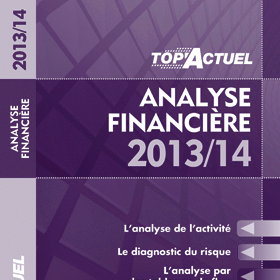 2013/14
ANALYSE
FINANCIÈRE
TOP'ACTUEL
ANALYSE
FINANCIÈRE
2013/14
L'analyse de l'activité
Le diagnostic du risque
L'analyse par